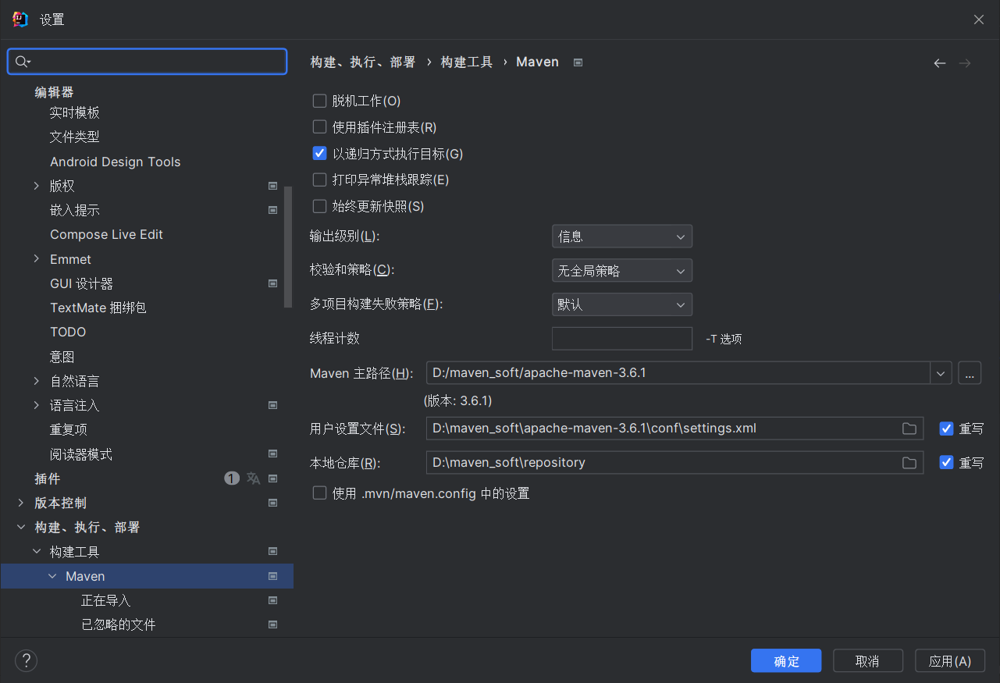 设置
编辑器
实时模板
文件类型
Android Design Tools
版权
嵌入提示
Compose Live Edit
Emmet
GUI 设计器
TextMate 捆绑包
TODO
意图
自然语言
语言注入
重复项
阅读器模式
插件 1
版本控制
构建、执行、部署
构建工具
Maven
正在导入
已忽略的文件
构建、执行、部署 › 构建工具 › Maven
脱机工作(O)
使用插件注册表(R)
以递归方式执行目标(G)
打印异常堆栈跟踪(E)
始终更新快照(S)
输出级别(L): 信息
校验和策略(C): 无全局策略
多项目构建失败策略(F): 默认
线程计数 -T 选项
Maven 主路径(H): D:/maven_soft/apache-maven-3.6.1 ...
(版本: 3.6.1)
用户设置文件(S): D:\maven_soft\apache-maven-3.6.1\conf\settings.xml 重写
本地仓库(R): D:\maven_soft\repository 重写
使用 .mvn/maven.config 中的设置
? 确定 取消 应用(A)